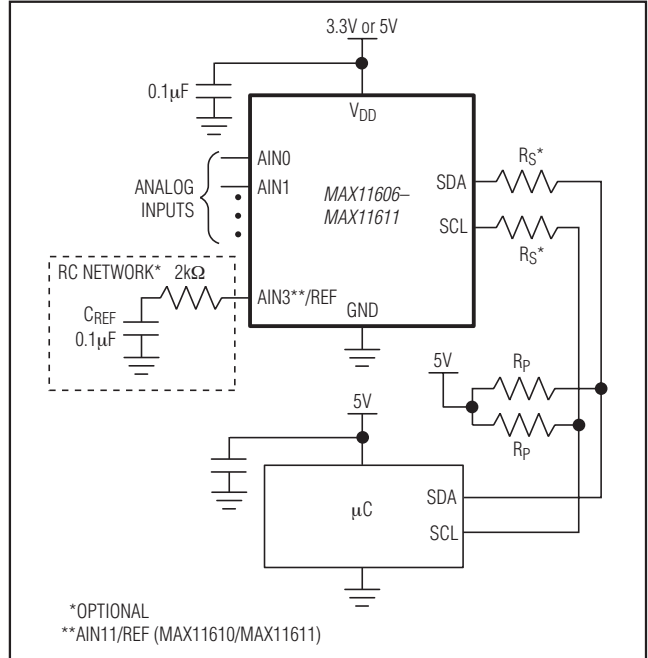 3.3V or 5V
0.1μF
VDD
AIN0
AIN1
ANALOG
INPUTS
MAX11606–
MAX11611
SDA
SCL
RS*
RS*
RC NETWORK*
2kΩ
CREF
0.1μF
AIN3**/REF
GND
5V
RP
RP
5V
μC
SDA
SCL
*OPTIONAL
**AIN11/REF (MAX11610/MAX11611)